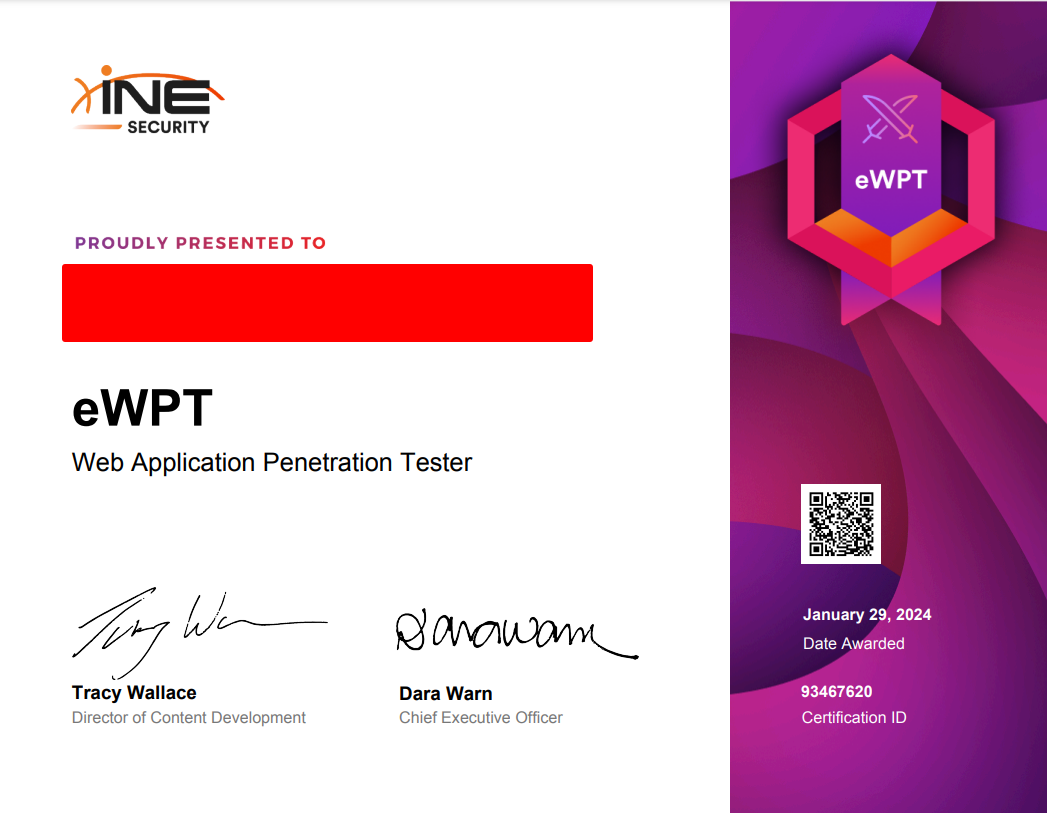 INE
SECURITY
PROUDLY PRESENTED TO
eWPT
Web Application Penetration Tester
Tracy Wallace
Director of Content Development
Dara Warn
Chief Executive Officer
eWPT
January 29, 2024
Date Awarded
93467620
Certification ID